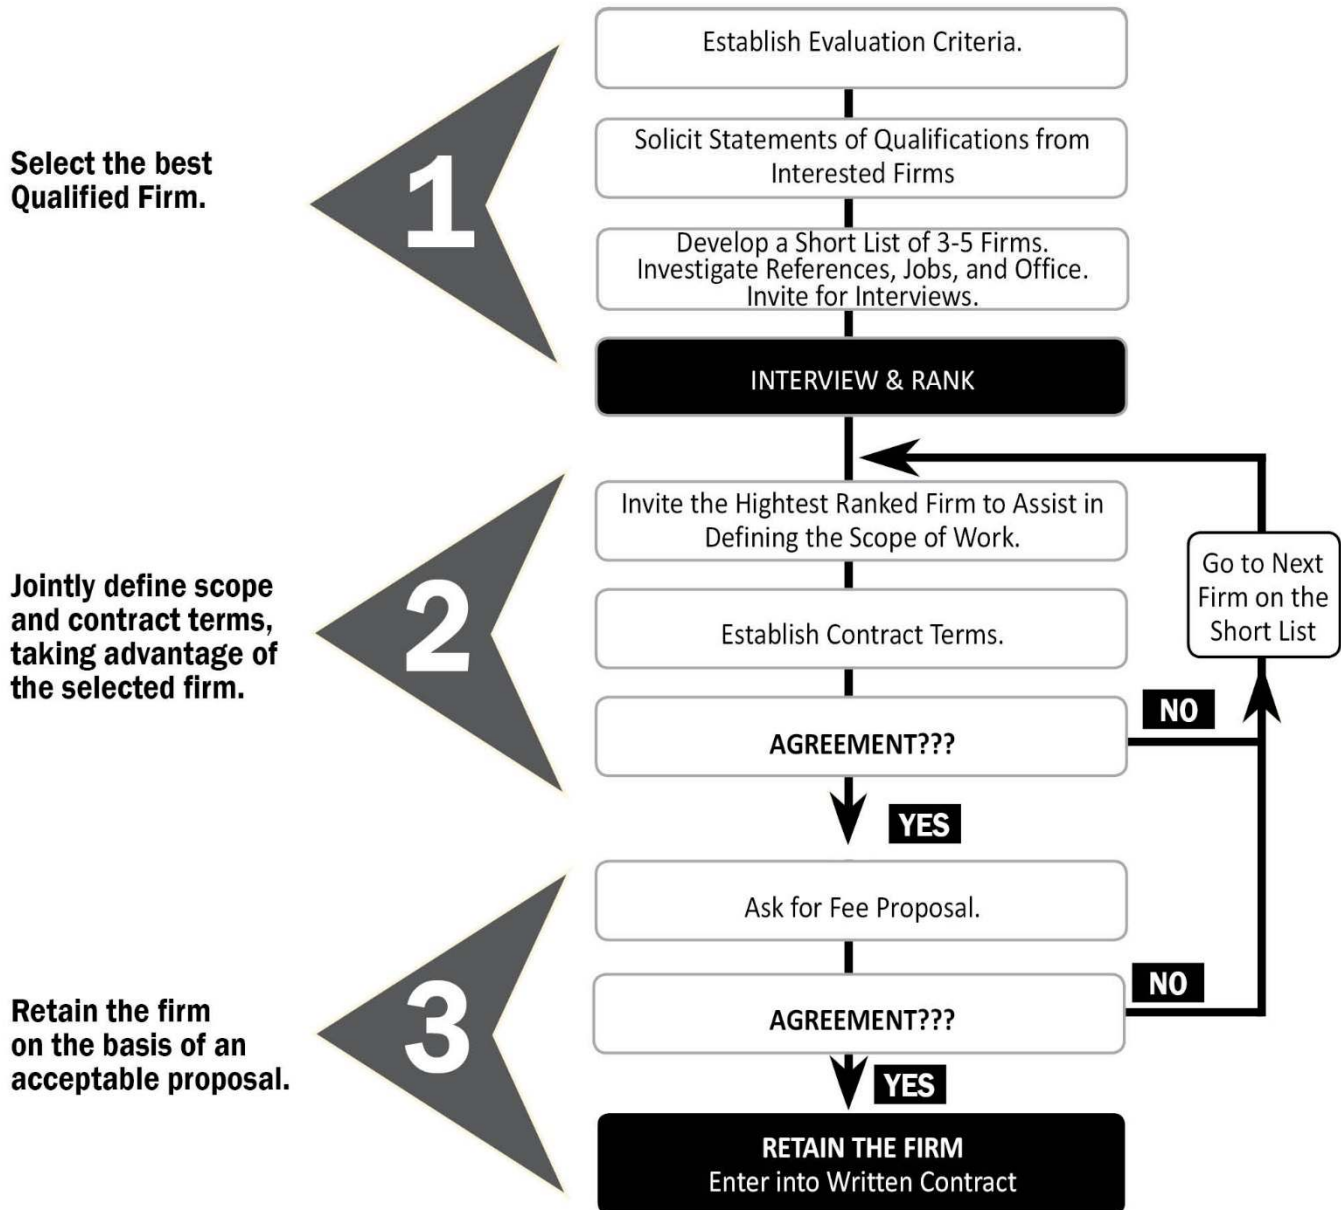 Establish Evaluation Criteria.
Solicit Statements of Qualifications from
Interested Firms
Develop a Short List of 3-5 Firms.
Investigate References, Jobs, and Office.
Invite for Interviews.
INTERVIEW & RANK
Select the best
Qualified Firm.
1
Invite the Hightest Ranked Firm to Assist in
Defining the Scope of Work.
Establish Contract Terms.
AGREEMENT???
NO
YES
Go to Next
Firm on the
Short List
Jointly define scope
and contract terms,
taking advantage of
the selected firm.
2
Ask for Fee Proposal.
AGREEMENT???
NO
YES
RETAIN THE FIRM
Enter into Written Contract
Retain the firm
on the basis of an
acceptable proposal.
3